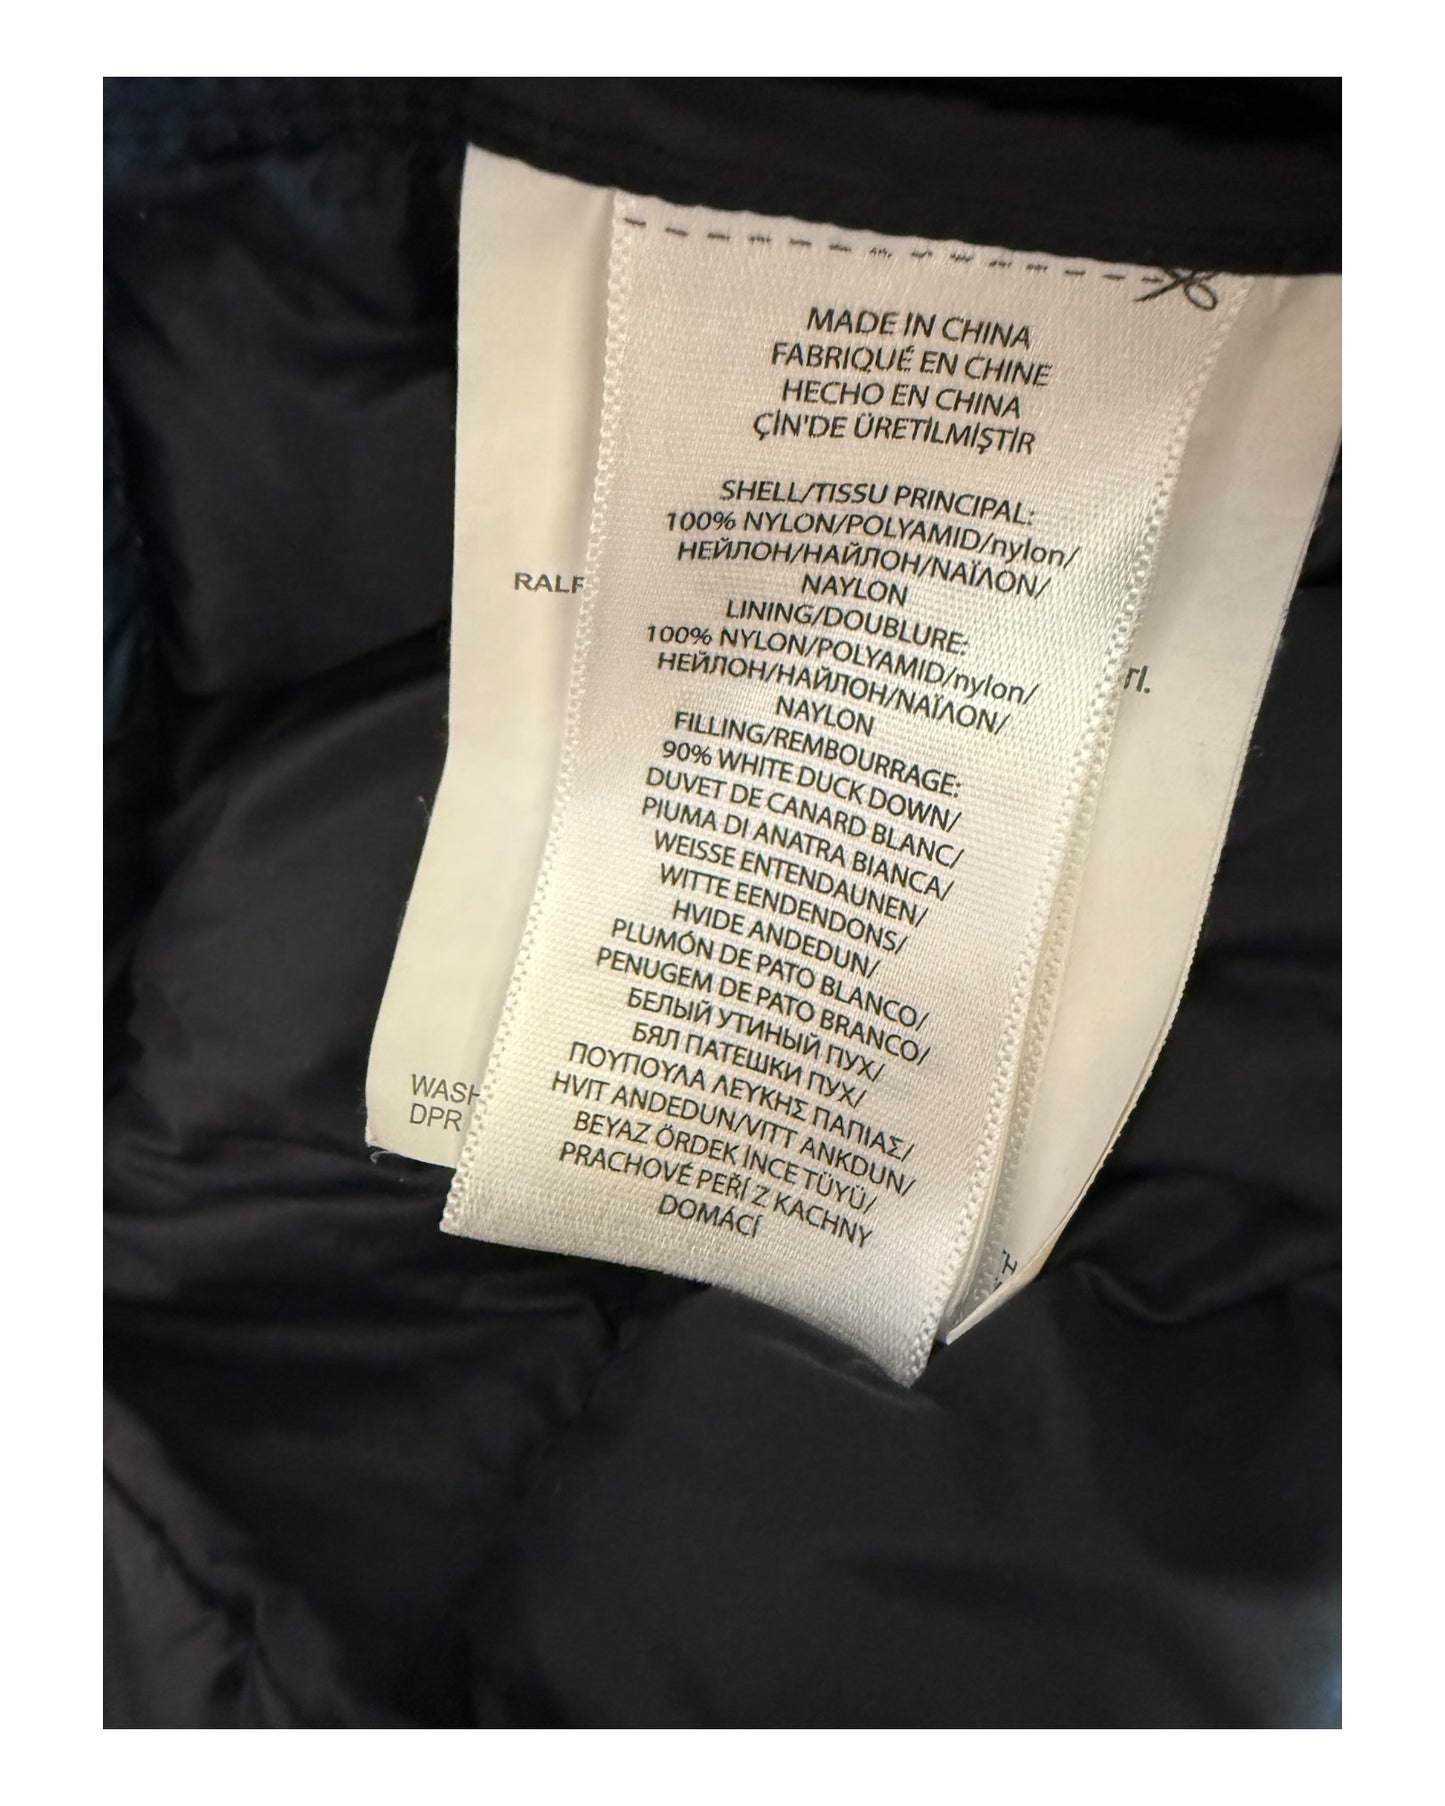 MADE IN CHINA
FABRIQUÉ EN CHINE
HECHO EN CHINA
ÇİN'DE ÜRETİLMİŞTİR
SHELL/TISSU PRINCIPAL:
100% NYLON/POLYAMID/nylon/
НЕЙЛОН/НАЙЛОН/ΝΑΪΛΟΝ/
NAYLON
LINING/DOUBLURE:
100% NYLON/POLYAMID/nylon/
НЕЙЛОН/НАЙЛОН/ΝΑΪΛΟΝ/
NAYLON
FILLING/REMBOURRAGE:
90% WHITE DUCK DOWN/
DUVET DE CANARD BLANC/
PIUMA DI ANATRA BIANCA/
WEISSE ENTENDAUNEN/
WITTE EENDENDONS/
HVIDE ANDEDUN/
PLUMÓN DE PATO BLANCO/
PENUGEM DE PATO BRANCO/
БЕЛЫЙ УТИНЫЙ ПУХ/
БЯЛ ПАТЕШКИ ПУХ/
ΠΟΥΠΟΥΛΑ ΛΕΥΚΗΣ ΠΑΠΙΑΣ/
HVIT ANDEDUN/VITT ANKDUN/
BEYAZ ÖRDEK İNCE TÜYÜ/
PRACHOVÉ PEŘÍ Z KACHNY
DOMÁCÍ
RALF
WASH
DPR
rl.